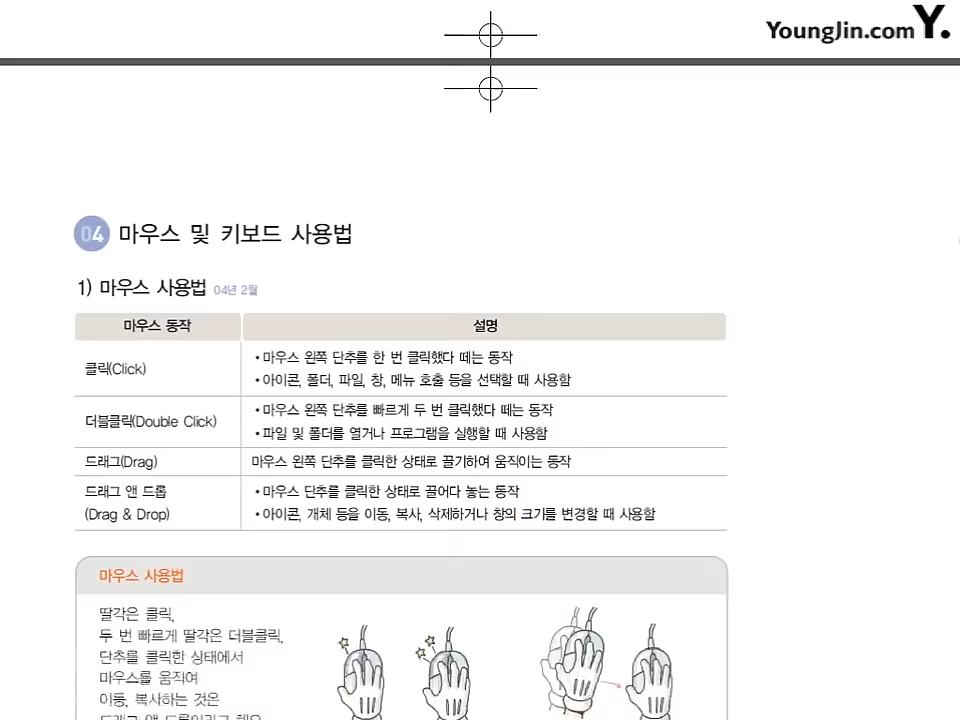 YoungJin.com Y.
04 마우스 및 키보드 사용법
1) 마우스 사용법 04년 2월
마우스 동작 설명
클릭(Click)
• 마우스 왼쪽 단추를 한 번 클릭했다 떼는 동작
• 아이콘, 폴더, 파일, 창, 메뉴 호출 등을 선택할 때 사용함
더블클릭(Double Click)
• 마우스 왼쪽 단추를 빠르게 두 번 클릭했다 떼는 동작
• 파일 및 폴더를 열거나 프로그램을 실행할 때 사용함
드래그(Drag) 마우스 왼쪽 단추를 클릭한 상태로 끌기하여 움직이는 동작
드래그 앤 드롭
(Drag & Drop)
• 마우스 단추를 클릭한 상태로 끌어다 놓는 동작
• 아이콘, 개체 등을 이동, 복사, 삭제하거나 창의 크기를 변경할 때 사용함
마우스 사용법
딸각은 클릭,
두 번 빠르게 딸각은 더블클릭,
단추를 클릭한 상태에서
마우스를 움직여
이동, 복사하는 것은